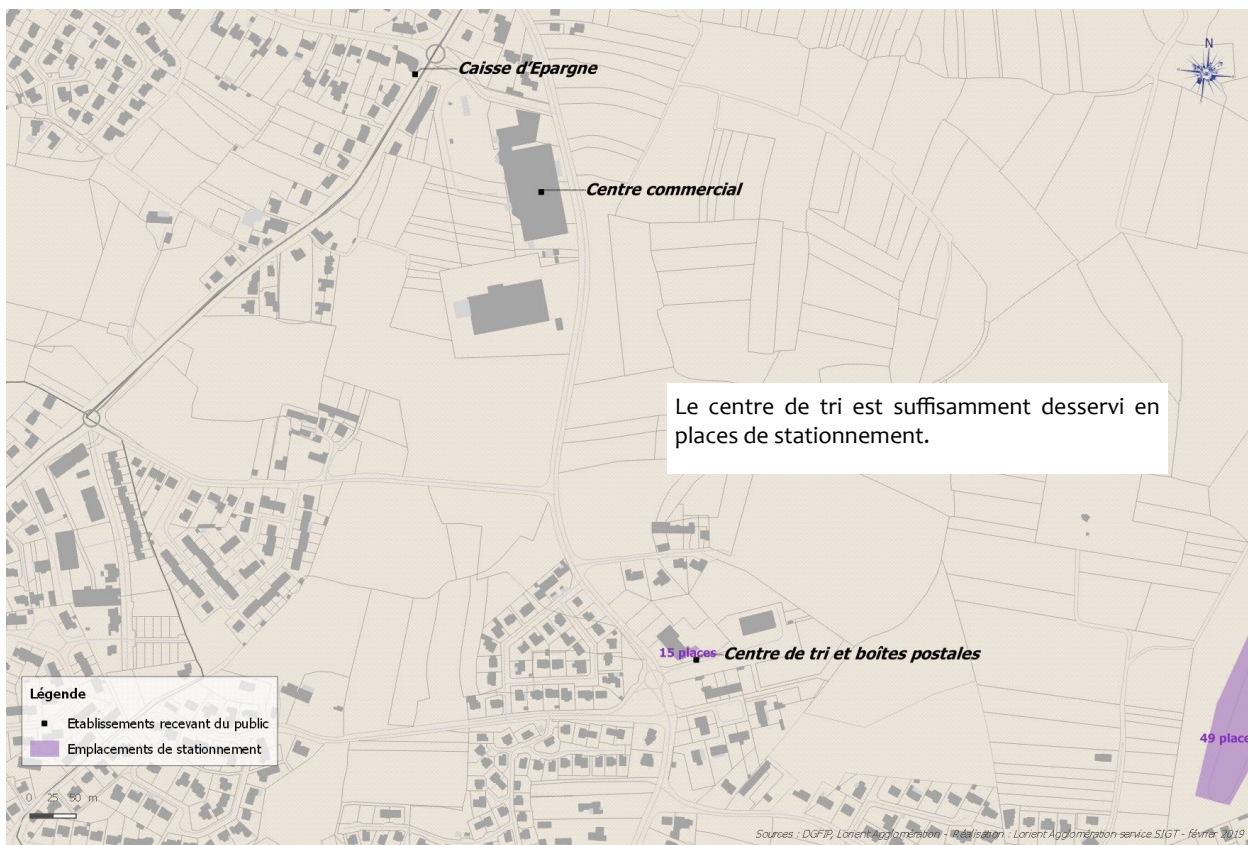 N
Caisse d'Epargne
Centre commercial
Le centre de tri est suffisamment desservi en
places de stationnement.
15 places
Centre de tri et boîtes postales
Légende
Etablissements recevant du public
Emplacements de stationnement
49 place
0 25 50 m
Sources : DGFIP, Lorient Agglomération - Réalisation : Lorient Agglomération service SIGT - février 2019